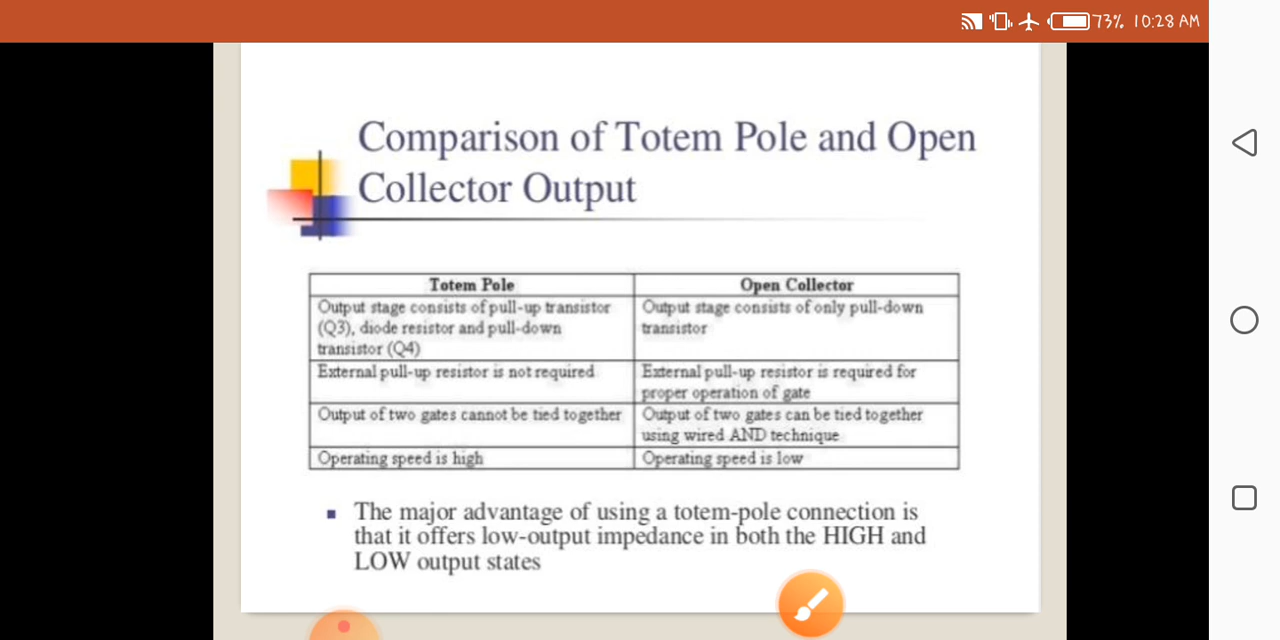 73% 10:28 AM
Comparison of Totem Pole and Open
Collector Output
Totem Pole
Open Collector
Output stage consists of pull-up transistor
(Q3), diode resistor and pull-down
transistor (Q4)
Output stage consists of only pull-down
transistor
External pull-up resistor is not required
External pull-up resistor is required for
proper operation of gate
Output of two gates cannot be tied together
Output of two gates can be tied together
using wired AND technique
Operating speed is high
Operating speed is low
The major advantage of using a totem-pole connection is
that it offers low-output impedance in both the HIGH and
LOW output states